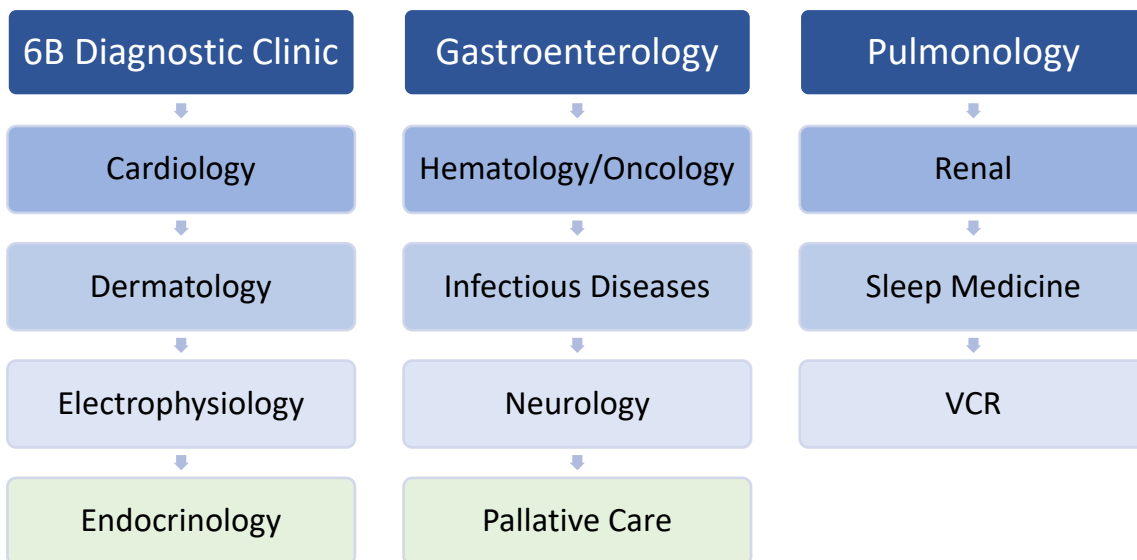 6B Diagnostic Clinic
Cardiology
Dermatology
Electrophysiology
Endocrinology
Gastroenterology
Hematology/Oncology
Infectious Diseases
Neurology
Pallative Care
Pulmonology
Renal
Sleep Medicine
VCR